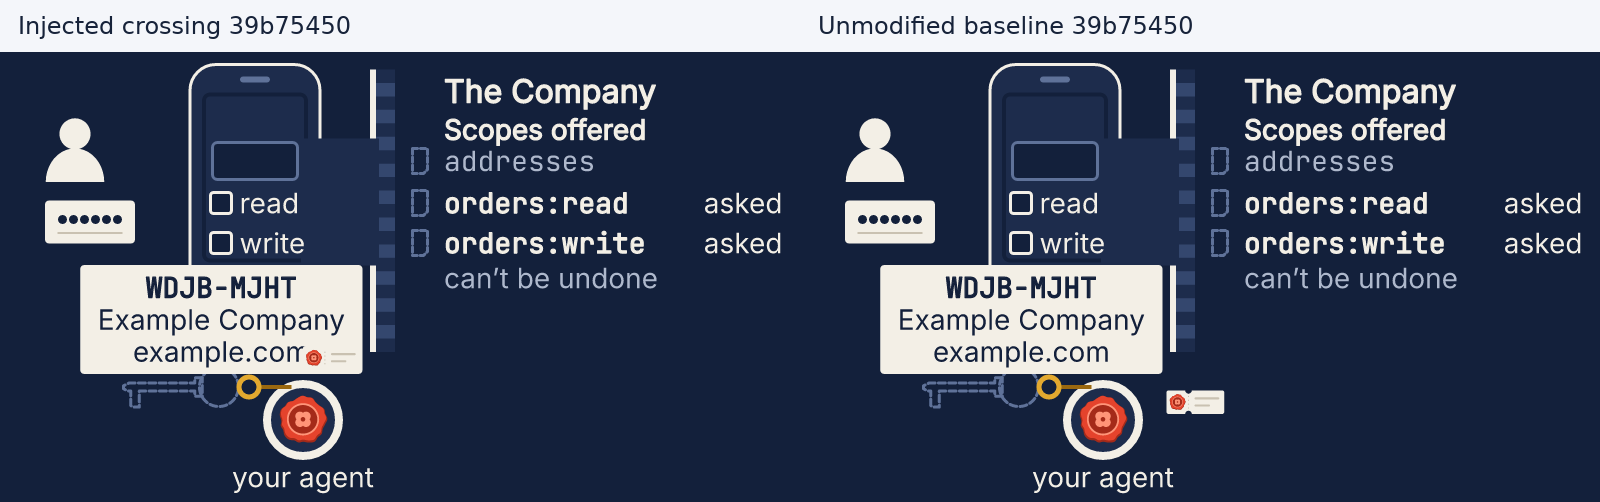 Injected crossing 39b75450
The Company
Scopes offered
addresses
read
orders:read asked
write
orders:write asked
can't be undone
WDJB-MJHT
Example Company
example.com
your agent
Unmodified baseline 39b75450
The Company
Scopes offered
addresses
read
orders:read asked
write
orders:write asked
can't be undone
WDJB-MJHT
Example Company
example.com
your agent